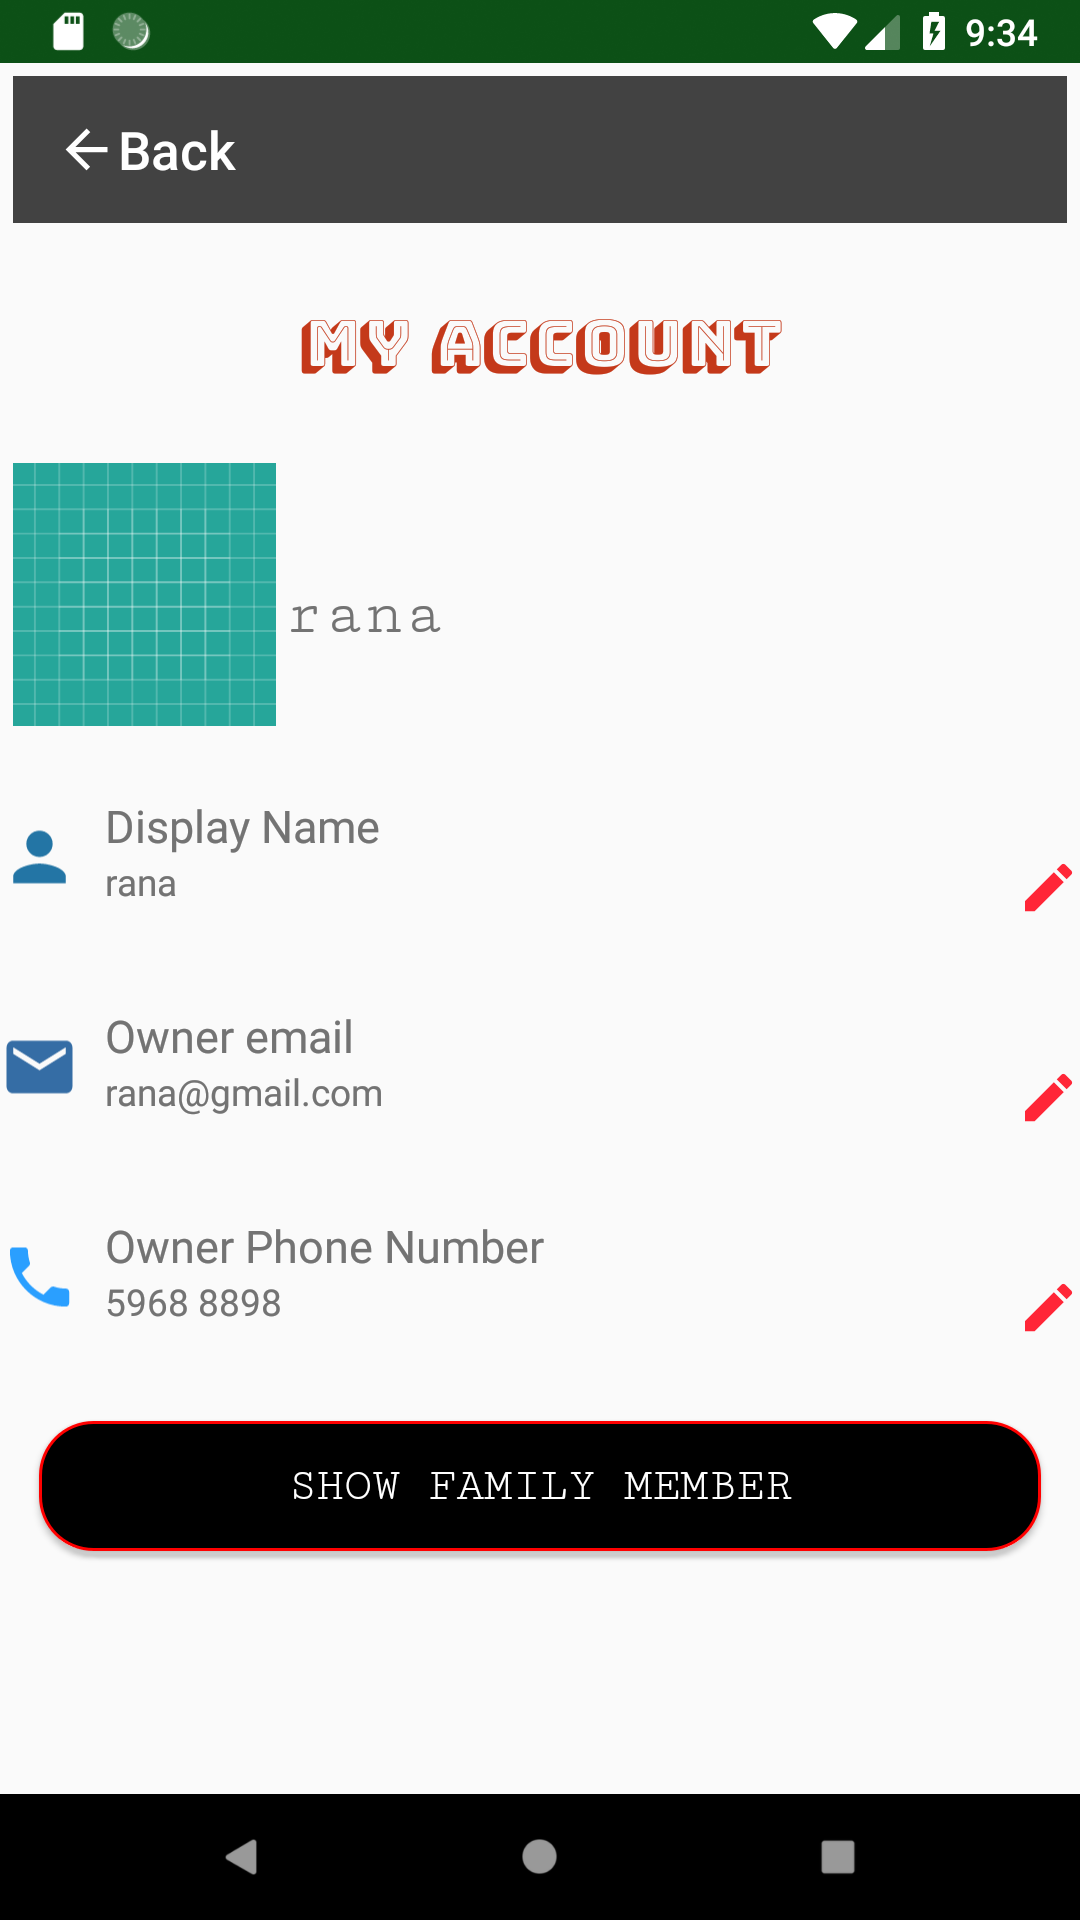 9:34
Back
MY ACCOUNT
rana
Display Name
rana
Owner email
rana@gmail.com
Owner Phone Number
5968 8898
SHOW FAMILY MEMBER